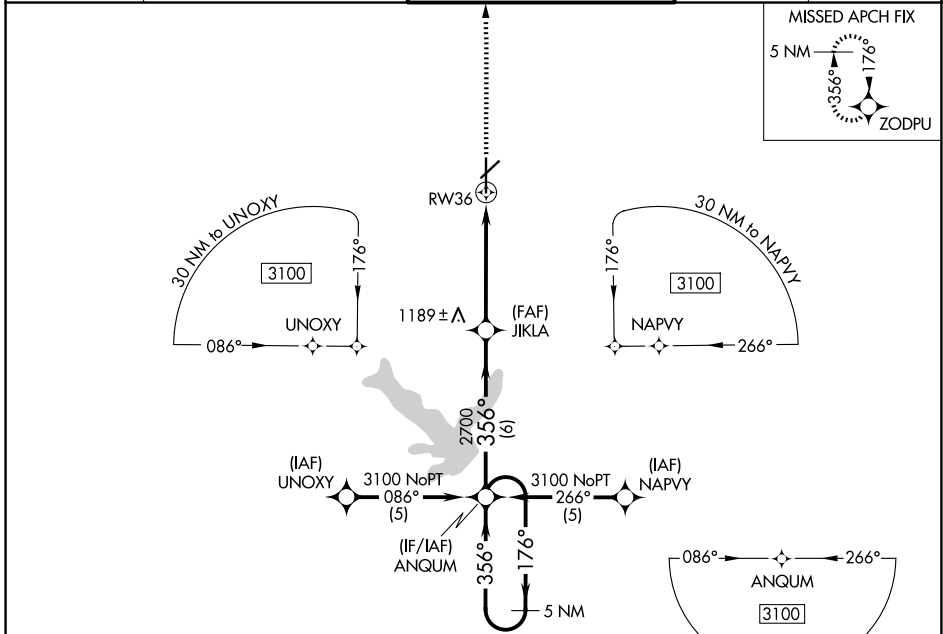 MISSED APCH FIX
5 NM
176°
356°
ZODPU
RW36
30 NM to UNOXY
176°
3100
UNOXY
086°
30 NM to NAPVY
176°
3100
NAPVY
266°
1189±
(FAF)
JIKLA
2700
356°
(6)
(IAF)
UNOXY
3100 NoPT
086°
(5)
3100 NoPT
266°
(5)
(IAF)
NAPVY
(IF/IAF)
ANQUM
356°
176°
5 NM
086°
266°
ANQUM
3100